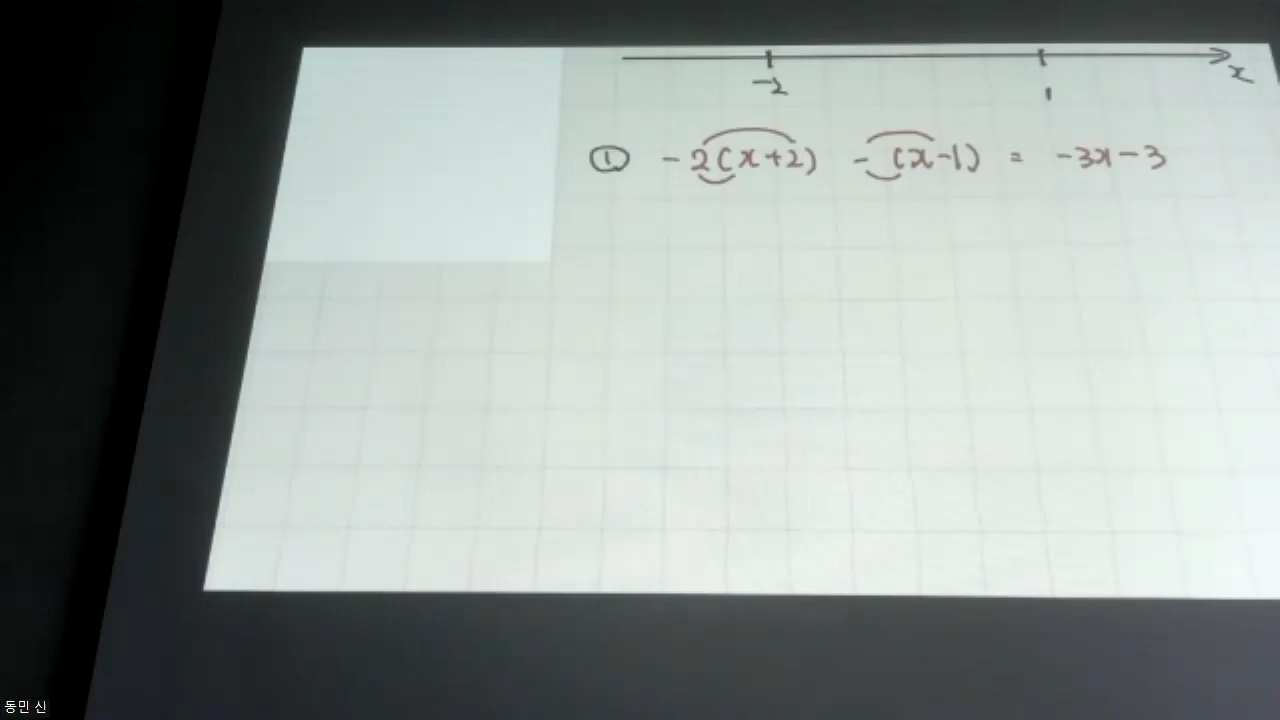 -2 1 x
① -2(x+2) -(x-1) = -3x-3
동민 신